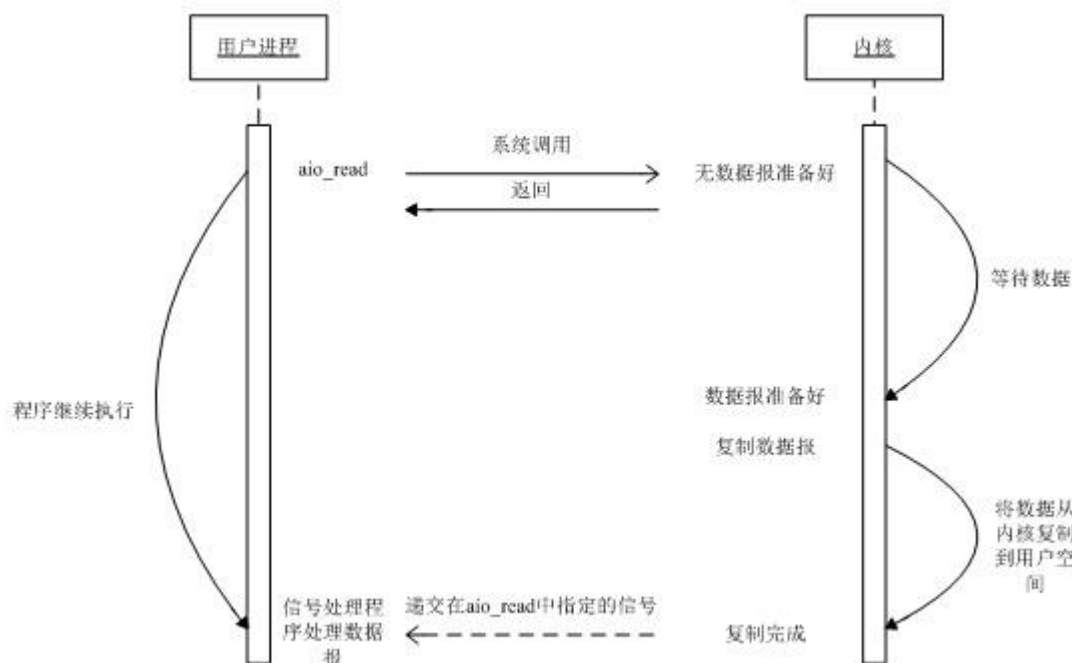 用户进程
内核
系统调用
aio_read
无数据报准备好
返回
等待数据
程序继续执行
数据报准备好
复制数据报
将数据从
内核复制
到用户空
间
信号处理程
序处理数据
报
递交在aio_read中指定的信号
复制完成